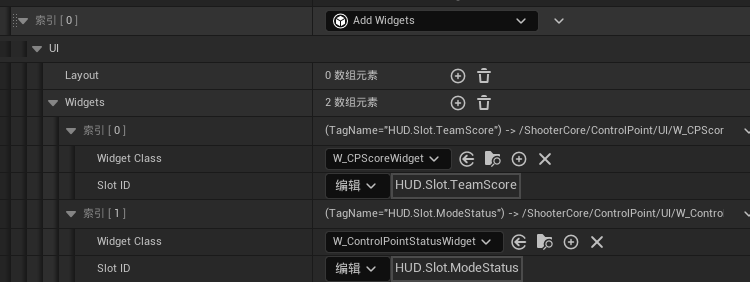 索引 [ 0 ] Add Widgets
UI
Layout 0 数组元素
Widgets 2 数组元素
索引 [ 0 ] (TagName="HUD.Slot.TeamScore") -> /ShooterCore/ControlPoint/UI/W_CPScor
Widget Class W_CPScoreWidget
Slot ID 编辑 HUD.Slot.TeamScore
索引 [ 1 ] (TagName="HUD.Slot.ModeStatus") -> /ShooterCore/ControlPoint/UI/W_Contro
Widget Class W_ControlPointStatusWidget
Slot ID 编辑 HUD.Slot.ModeStatus